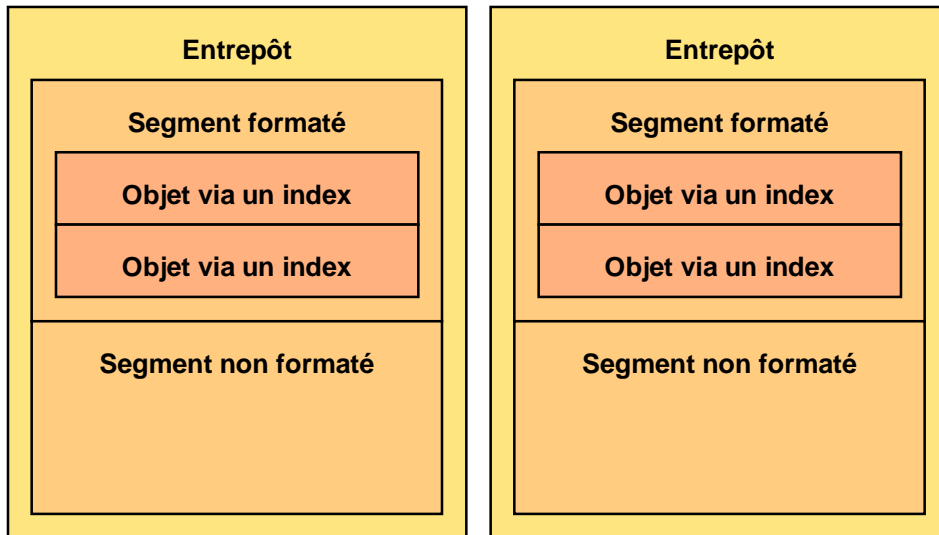 Entrepôt
Segment formaté
Objet via un index
Objet via un index
Segment non formaté
Entrepôt
Segment formaté
Objet via un index
Objet via un index
Segment non formaté